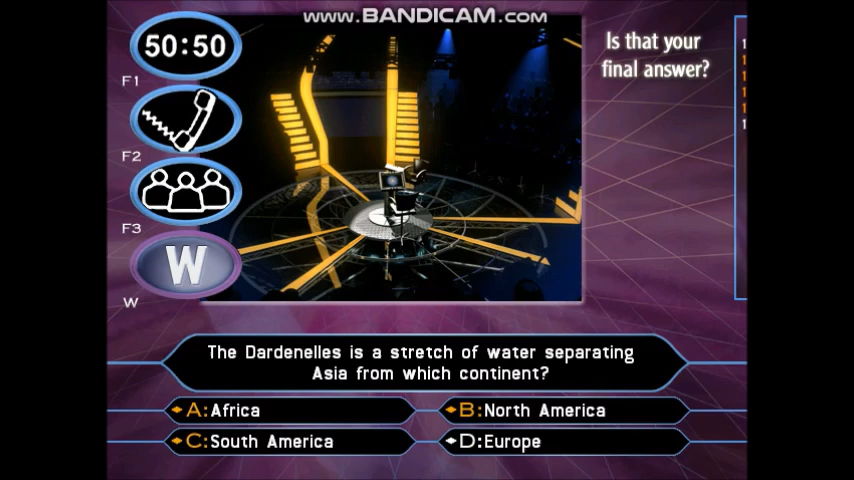 www.BANDICAM.com
50:50
F1
F2
F3
W
W
Is that your
final answer?
The Dardenelles is a stretch of water separating
Asia from which continent?
A:Africa
B:North America
C:South America
D:Europe